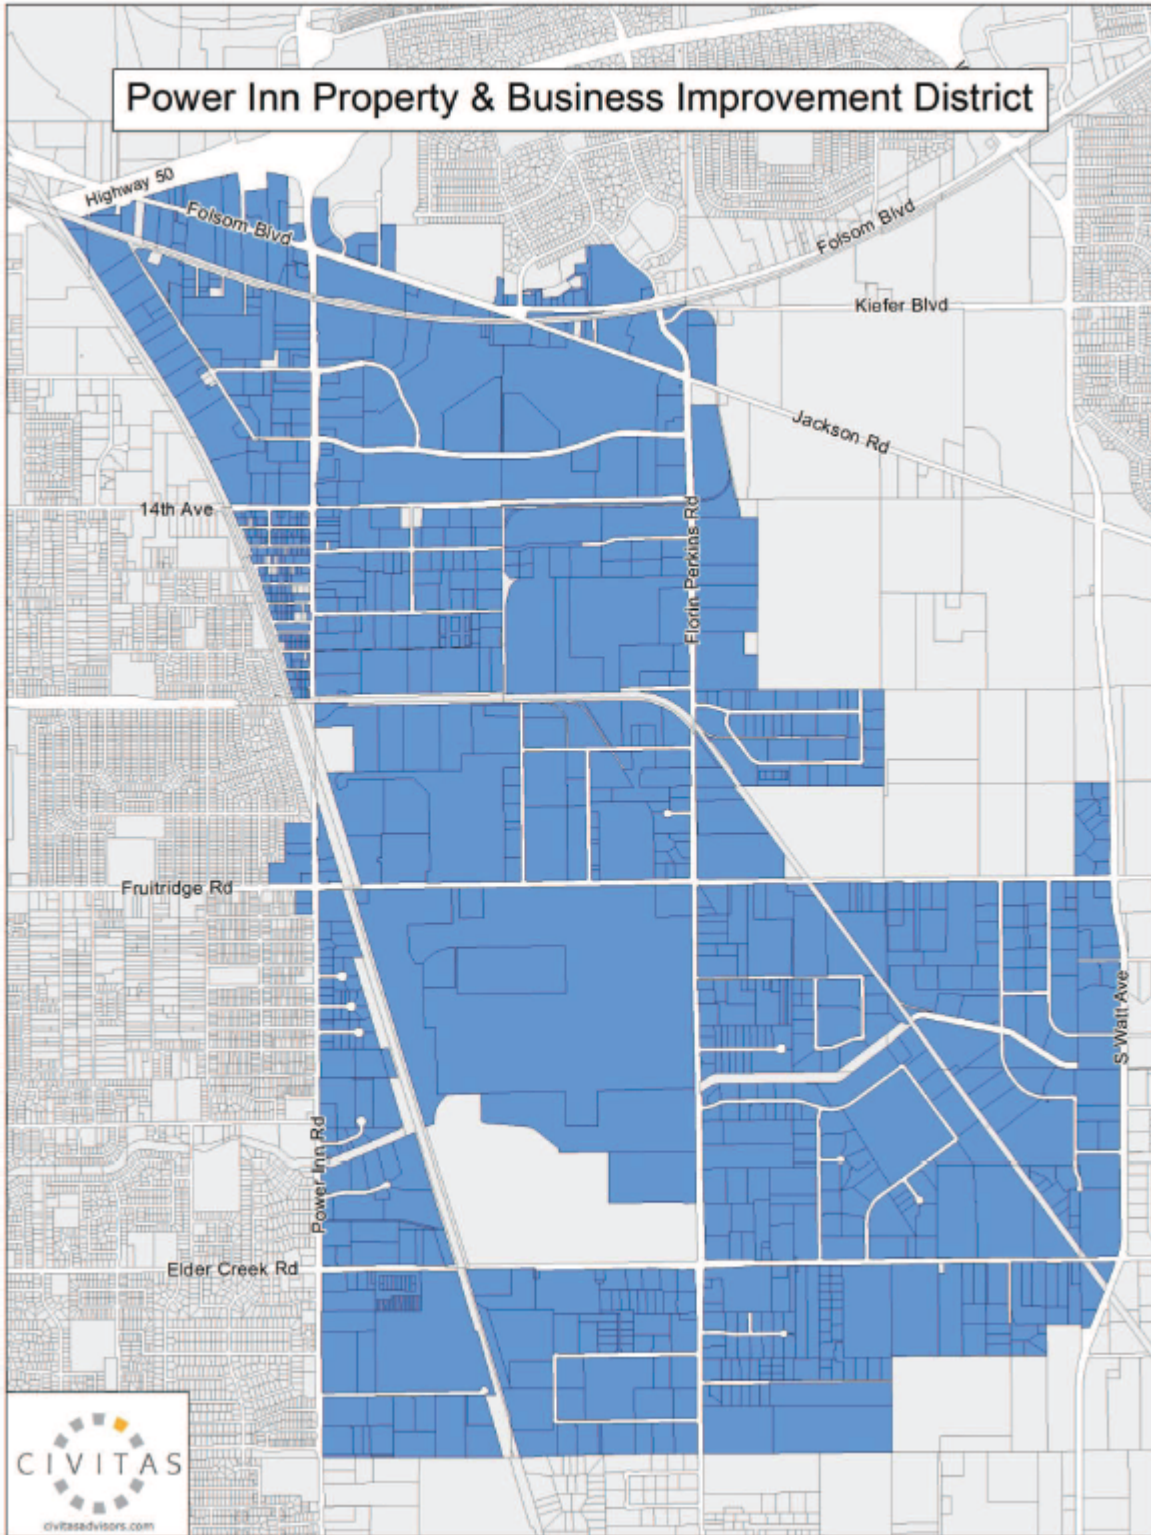 Power Inn Property & Business Improvement District
Highway 50
Folsom Blvd
Folsom Blvd
Kiefer Blvd
Jackson Rd
14th Ave
Florin Perkins Rd
Fruitridge Rd
S Watt Ave
Power Inn Rd
Elder Creek Rd
CIVITAS
civitasadvisors.com